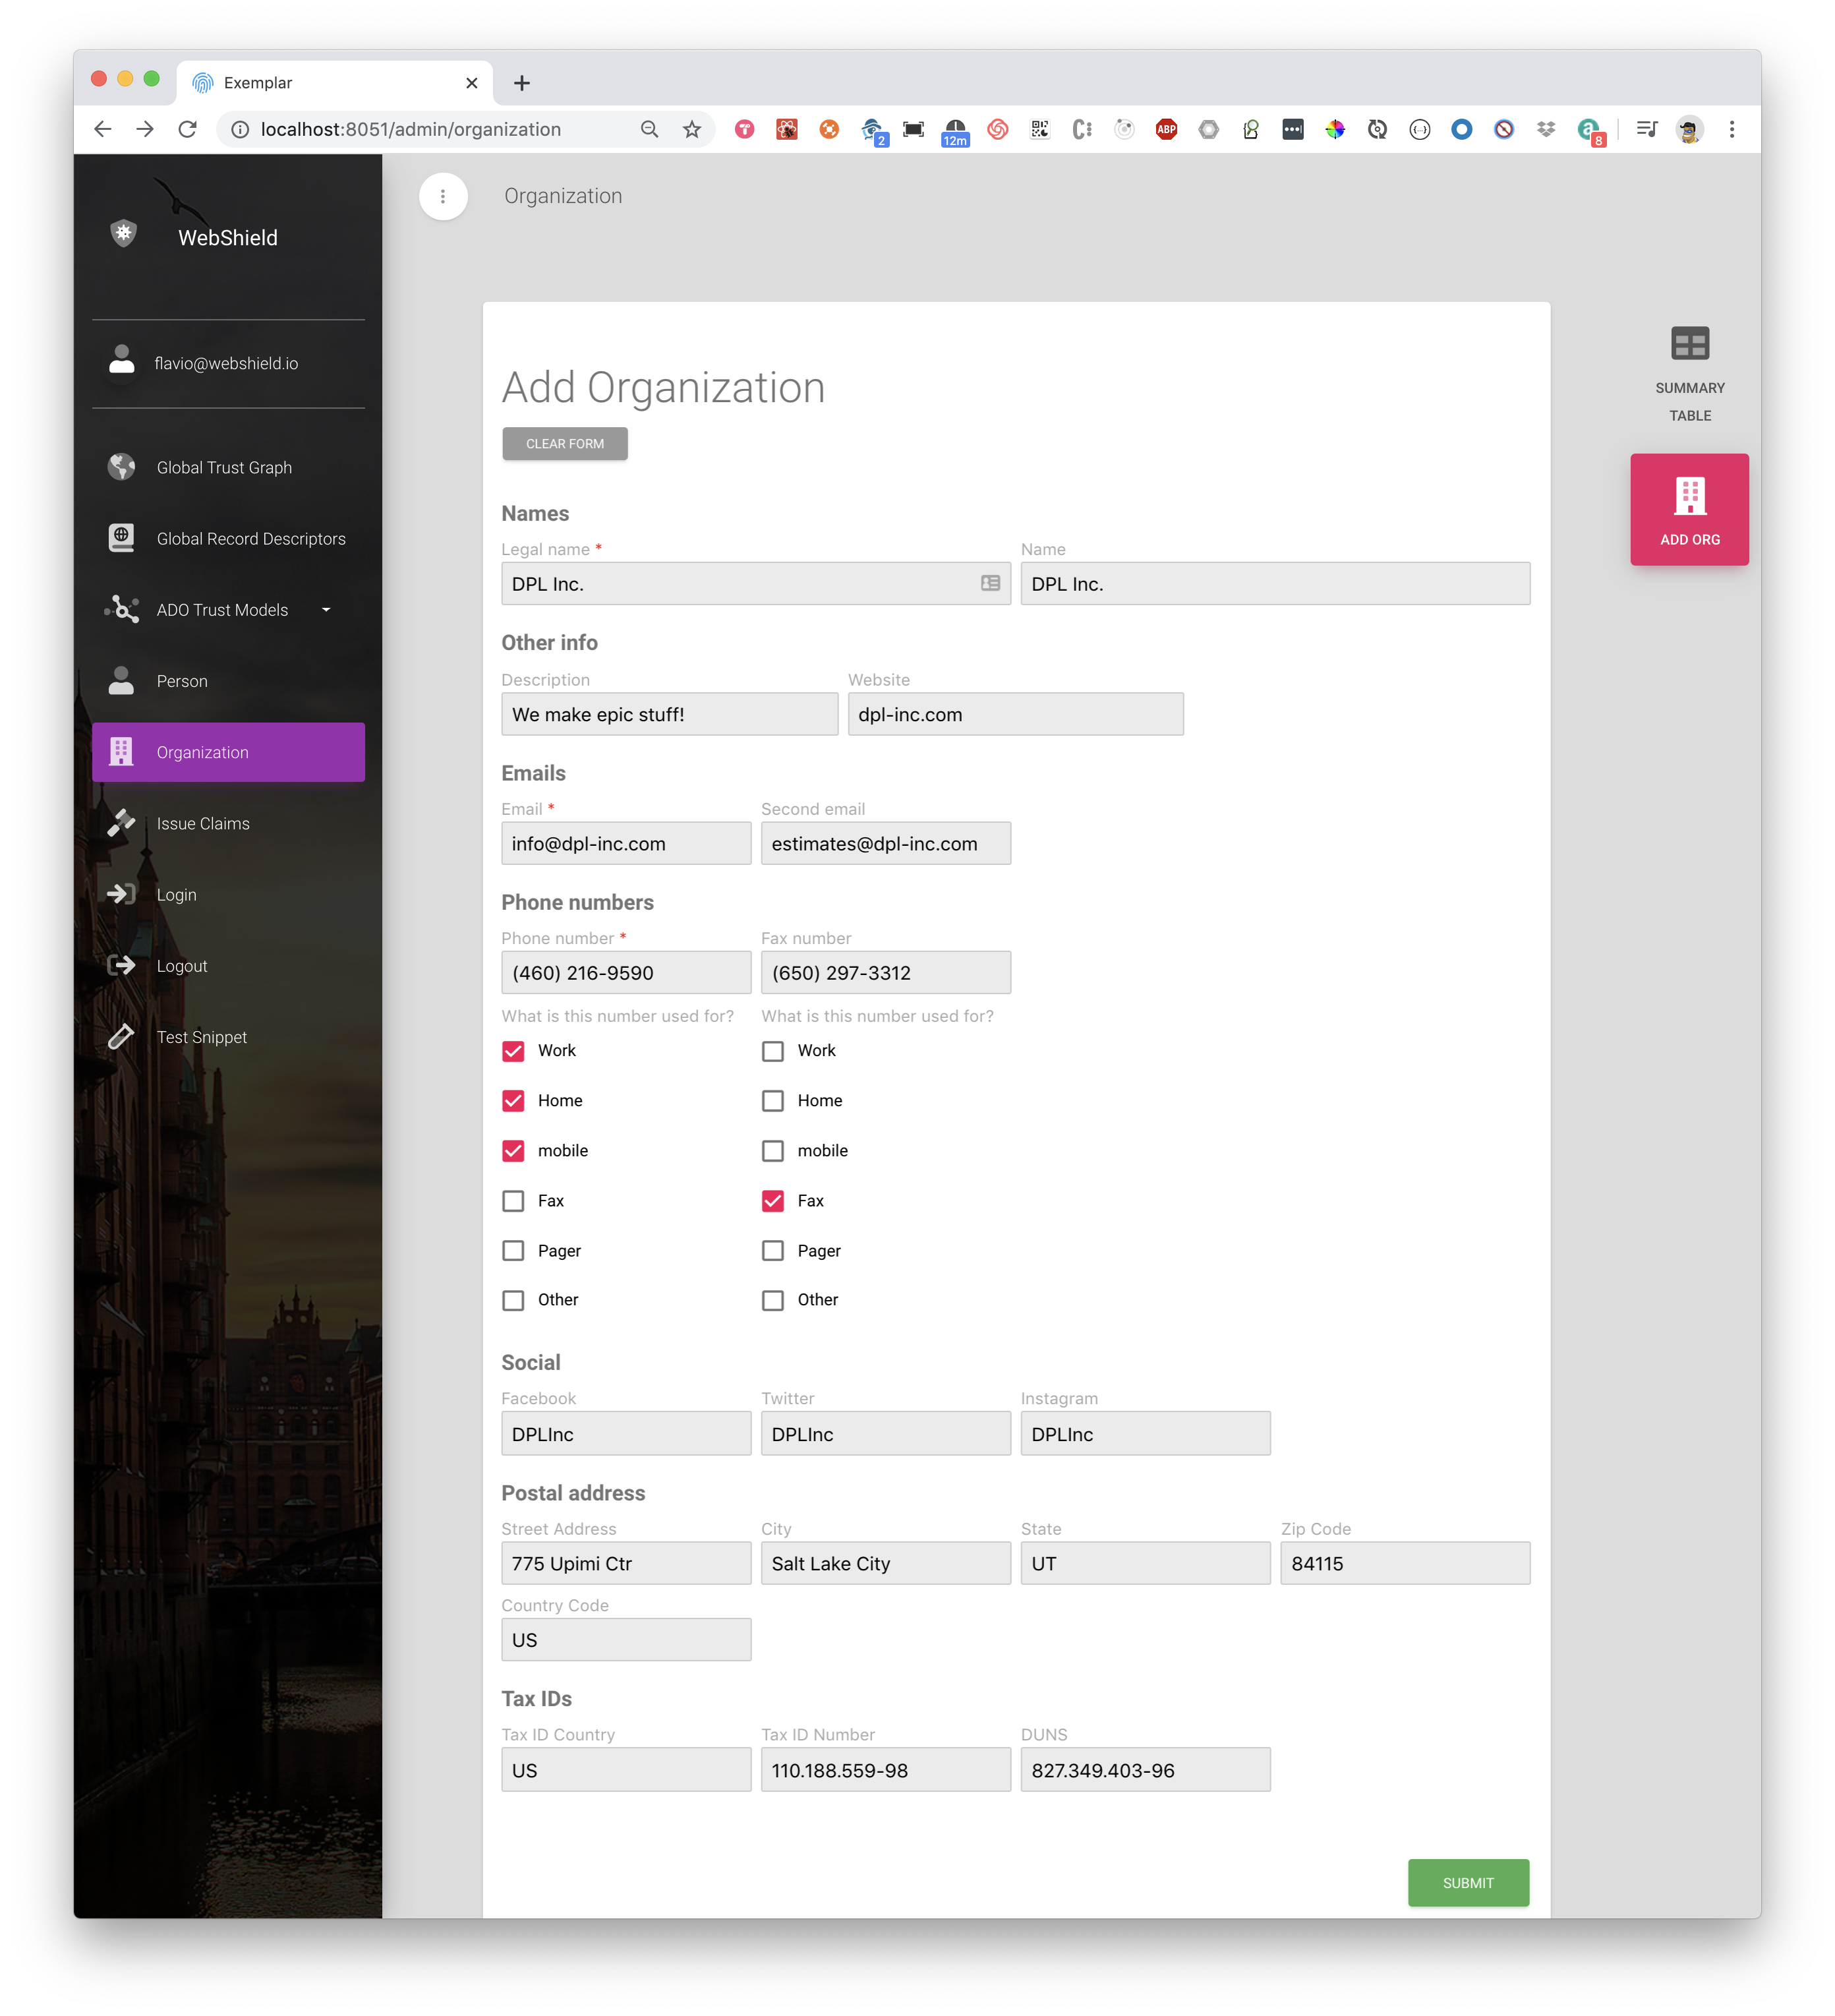 Exemplar
localhost:8051/admin/organization
2
12m
ABP
8
WebShield
Organization
flavio@webshield.io
Global Trust Graph
Global Record Descriptors
ADO Trust Models
Person
Organization
Issue Claims
Login
Logout
Test Snippet
Add Organization
CLEAR FORM
Names
Legal name * Name
DPL Inc. DPL Inc.
Other info
Description Website
We make epic stuff! dpl-inc.com
Emails
Email * Second email
info@dpl-inc.com estimates@dpl-inc.com
Phone numbers
Phone number * Fax number
(460) 216-9590 (650) 297-3312
What is this number used for? What is this number used for?
Work Work
Home Home
mobile mobile
Fax Fax
Pager Pager
Other Other
Social
Facebook Twitter Instagram
DPLInc DPLInc DPLInc
Postal address
Street Address City State Zip Code
775 Upimi Ctr Salt Lake City UT 84115
Country Code
US
Tax IDs
Tax ID Country Tax ID Number DUNS
US 110.188.559-98 827.349.403-96
SUBMIT
SUMMARY
TABLE
ADD ORG